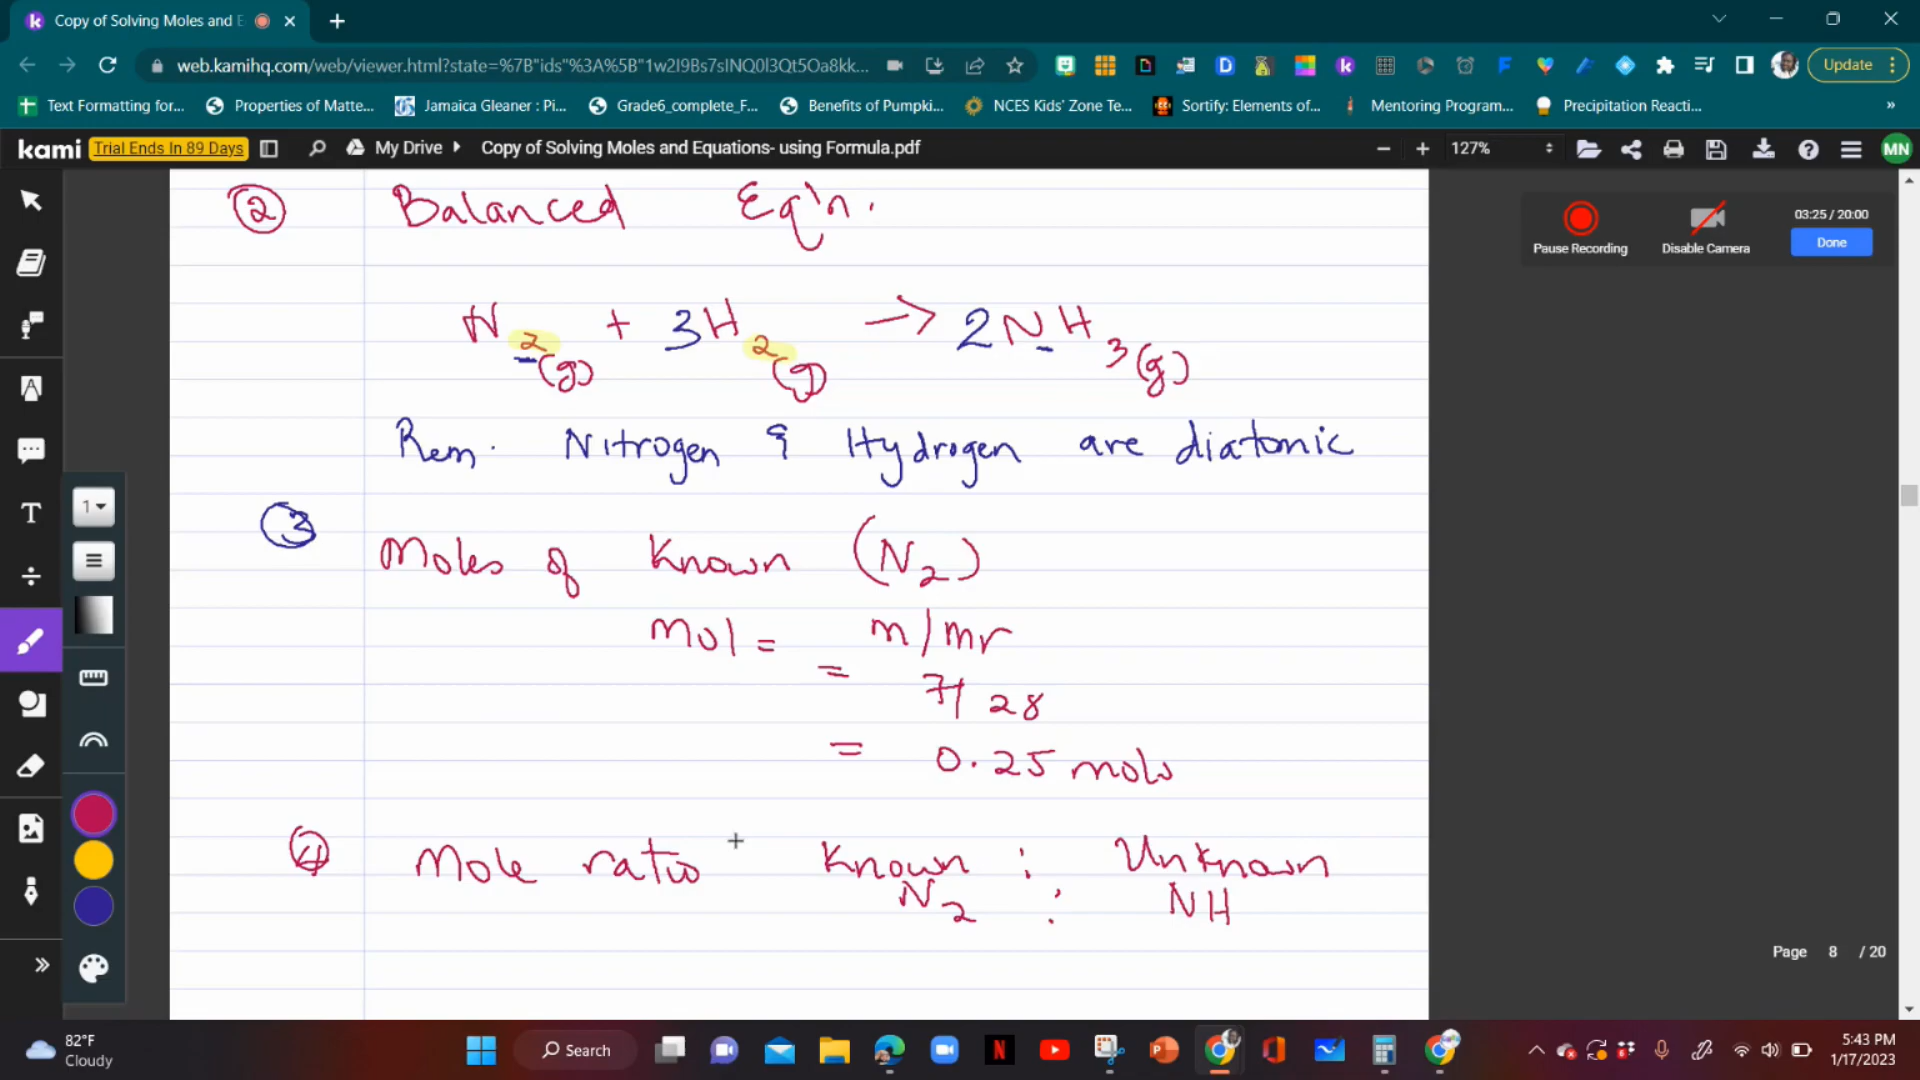 Copy of Solving Moles and E
web.kamihq.com/web/viewer.html?state=%7B"ids"%3A%5B"1w2I9Bs7sINQ0l3Qt5Oa8kk...
Update
Text Formatting for...
Properties of Matte...
Jamaica Gleaner : Pi...
Grade6_complete_F...
Benefits of Pumpki...
NCES Kids' Zone Te...
Sortify: Elements of...
Mentoring Program...
Precipitation Reacti...
»
kami
Trial Ends In 89 Days
My Drive
Copy of Solving Moles and Equations- using Formula.pdf
127%
MN
Pause Recording
Disable Camera
03:25 / 20:00
Done
② Balanced Eq'n.
N2(g) + 3H2(g) → 2NH3(g)
Rem. Nitrogen & Hydrogen are diatomic
③
Moles of Known (N2)
mol = m/mr
= 7/28
= 0.25 mols
④ Mole ratio Known : Unknown
N2 : NH
1
Page 8 / 20
82°F
Cloudy
Search
5:43 PM
1/17/2023